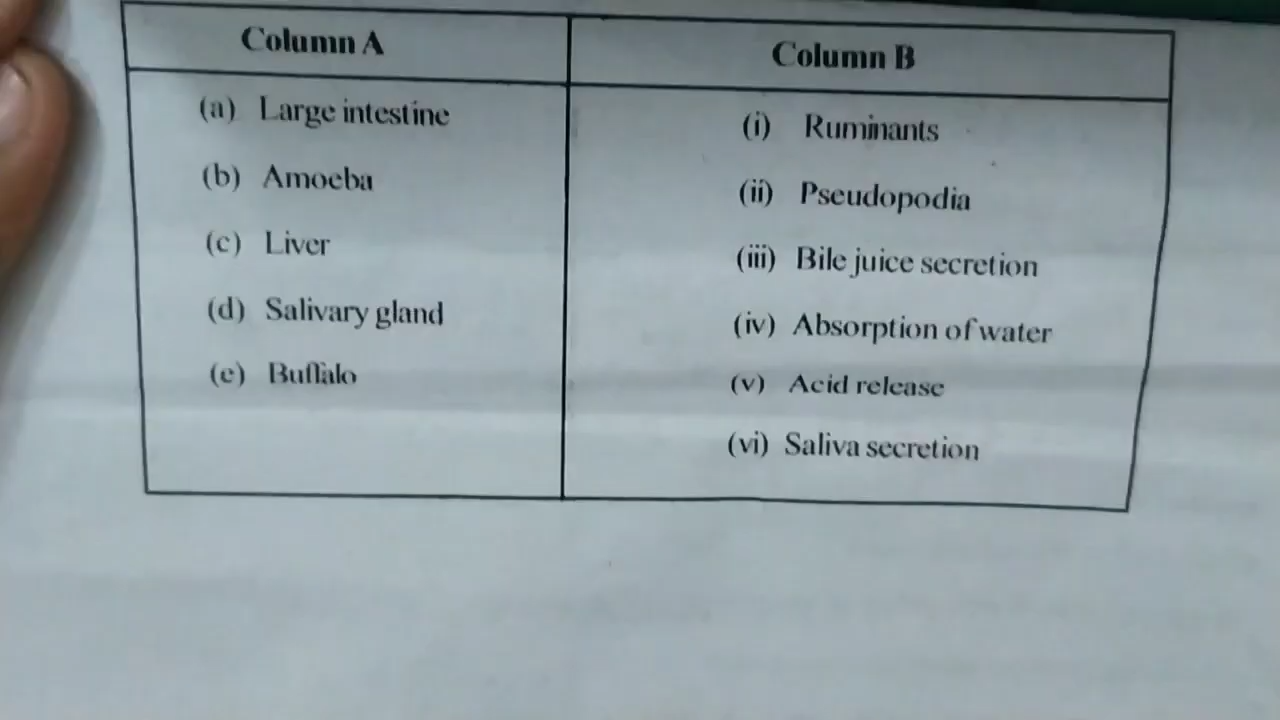 Column A
Column B
(a) Large intestine
(i) Ruminants
(b) Amoeba
(ii) Pseudopodia
(c) Liver
(iii) Bile juice secretion
(d) Salivary gland
(iv) Absorption of water
(e) Buffalo
(v) Acid release
(vi) Saliva secretion